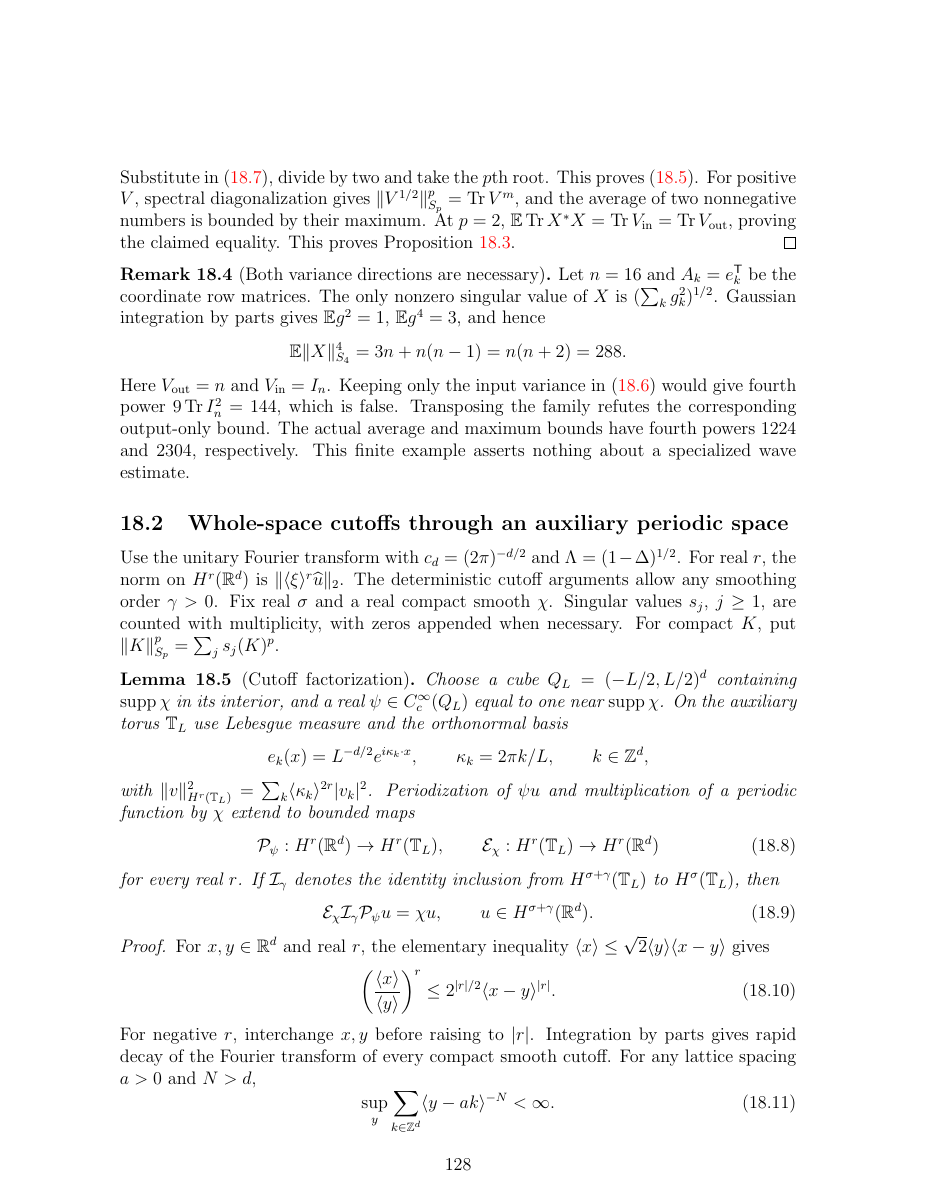 Substitute in (18.7), divide by two and take the pth root. This proves (18.5). For positive
V, spectral diagonalization gives ‖V^{1/2}‖^p_{S_p} = Tr V^m, and the average of two nonnegative
numbers is bounded by their maximum. At p = 2, 𝔼 Tr X*X = Tr V_in = Tr V_out, proving
the claimed equality. This proves Proposition 18.3. □
Remark 18.4 (Both variance directions are necessary). Let n = 16 and A_k = e_k^T be the
coordinate row matrices. The only nonzero singular value of X is (∑_k g_k^2)^{1/2}. Gaussian
integration by parts gives 𝔼g^2 = 1, 𝔼g^4 = 3, and hence
𝔼‖X‖^4_{S_4} = 3n + n(n − 1) = n(n + 2) = 288.
Here V_out = n and V_in = I_n. Keeping only the input variance in (18.6) would give fourth
power 9 Tr I_n^2 = 144, which is false. Transposing the family refutes the corresponding
output-only bound. The actual average and maximum bounds have fourth powers 1224
and 2304, respectively. This finite example asserts nothing about a specialized wave
estimate.
18.2 Whole-space cutoffs through an auxiliary periodic space
Use the unitary Fourier transform with c_d = (2π)^{−d/2} and Λ = (1−Δ)^{1/2}. For real r, the
norm on H^r(ℝ^d) is ‖⟨ξ⟩^r û‖_2. The deterministic cutoff arguments allow any smoothing
order γ > 0. Fix real σ and a real compact smooth χ. Singular values s_j, j ≥ 1, are
counted with multiplicity, with zeros appended when necessary. For compact K, put
‖K‖^p_{S_p} = ∑_j s_j(K)^p.
Lemma 18.5 (Cutoff factorization). Choose a cube Q_L = (−L/2, L/2)^d containing
supp χ in its interior, and a real ψ ∈ C_c^∞(Q_L) equal to one near supp χ. On the auxiliary
torus 𝕋_L use Lebesgue measure and the orthonormal basis
e_k(x) = L^{−d/2}e^{iκ_k·x}, κ_k = 2πk/L, k ∈ ℤ^d,
with ‖v‖^2_{H^r(𝕋_L)} = ∑_k⟨κ_k⟩^{2r}|v_k|^2. Periodization of ψu and multiplication of a periodic
function by χ extend to bounded maps
𝒫_ψ : H^r(ℝ^d) → H^r(𝕋_L), ℰ_χ : H^r(𝕋_L) → H^r(ℝ^d) (18.8)
for every real r. If ℐ_γ denotes the identity inclusion from H^{σ+γ}(𝕋_L) to H^σ(𝕋_L), then
ℰ_χℐ_γ𝒫_ψu = χu, u ∈ H^{σ+γ}(ℝ^d). (18.9)
Proof. For x, y ∈ ℝ^d and real r, the elementary inequality ⟨x⟩ ≤ √2⟨y⟩⟨x − y⟩ gives
(⟨x⟩/⟨y⟩)^r ≤ 2^{|r|/2}⟨x − y⟩^{|r|}. (18.10)
For negative r, interchange x, y before raising to |r|. Integration by parts gives rapid
decay of the Fourier transform of every compact smooth cutoff. For any lattice spacing
a > 0 and N > d,
sup_y ∑_{k∈ℤ^d} ⟨y − ak⟩^{−N} < ∞. (18.11)
128